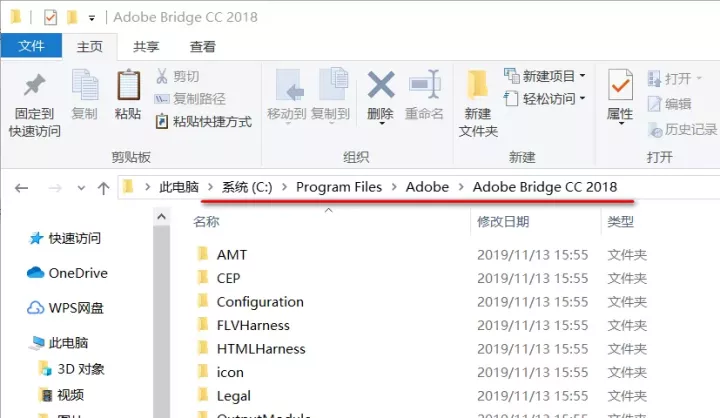 Adobe Bridge CC 2018
文件 主页 共享 查看
固定到快速访问 复制 粘贴 剪切 复制路径 粘贴快捷方式
移动到 复制到 删除 重命名
新建文件夹 新建项目 轻松访问
属性 打开 编辑 历史记录
剪贴板 组织 新建 打开
此电脑 > 系统 (C:) > Program Files > Adobe > Adobe Bridge CC 2018
名称 修改日期 类型
快速访问
OneDrive
WPS网盘
此电脑
3D 对象
视频
AMT 2019/11/13 15:55 文件夹
CEP 2019/11/13 15:55 文件夹
Configuration 2019/11/13 15:55 文件夹
FLVHarness 2019/11/13 15:55 文件夹
HTMLHarness 2019/11/13 15:55 文件夹
icon 2019/11/13 15:55 文件夹
Legal 2019/11/13 15:55 文件夹
OutputModule 2019/11/13 15:55 文件夹